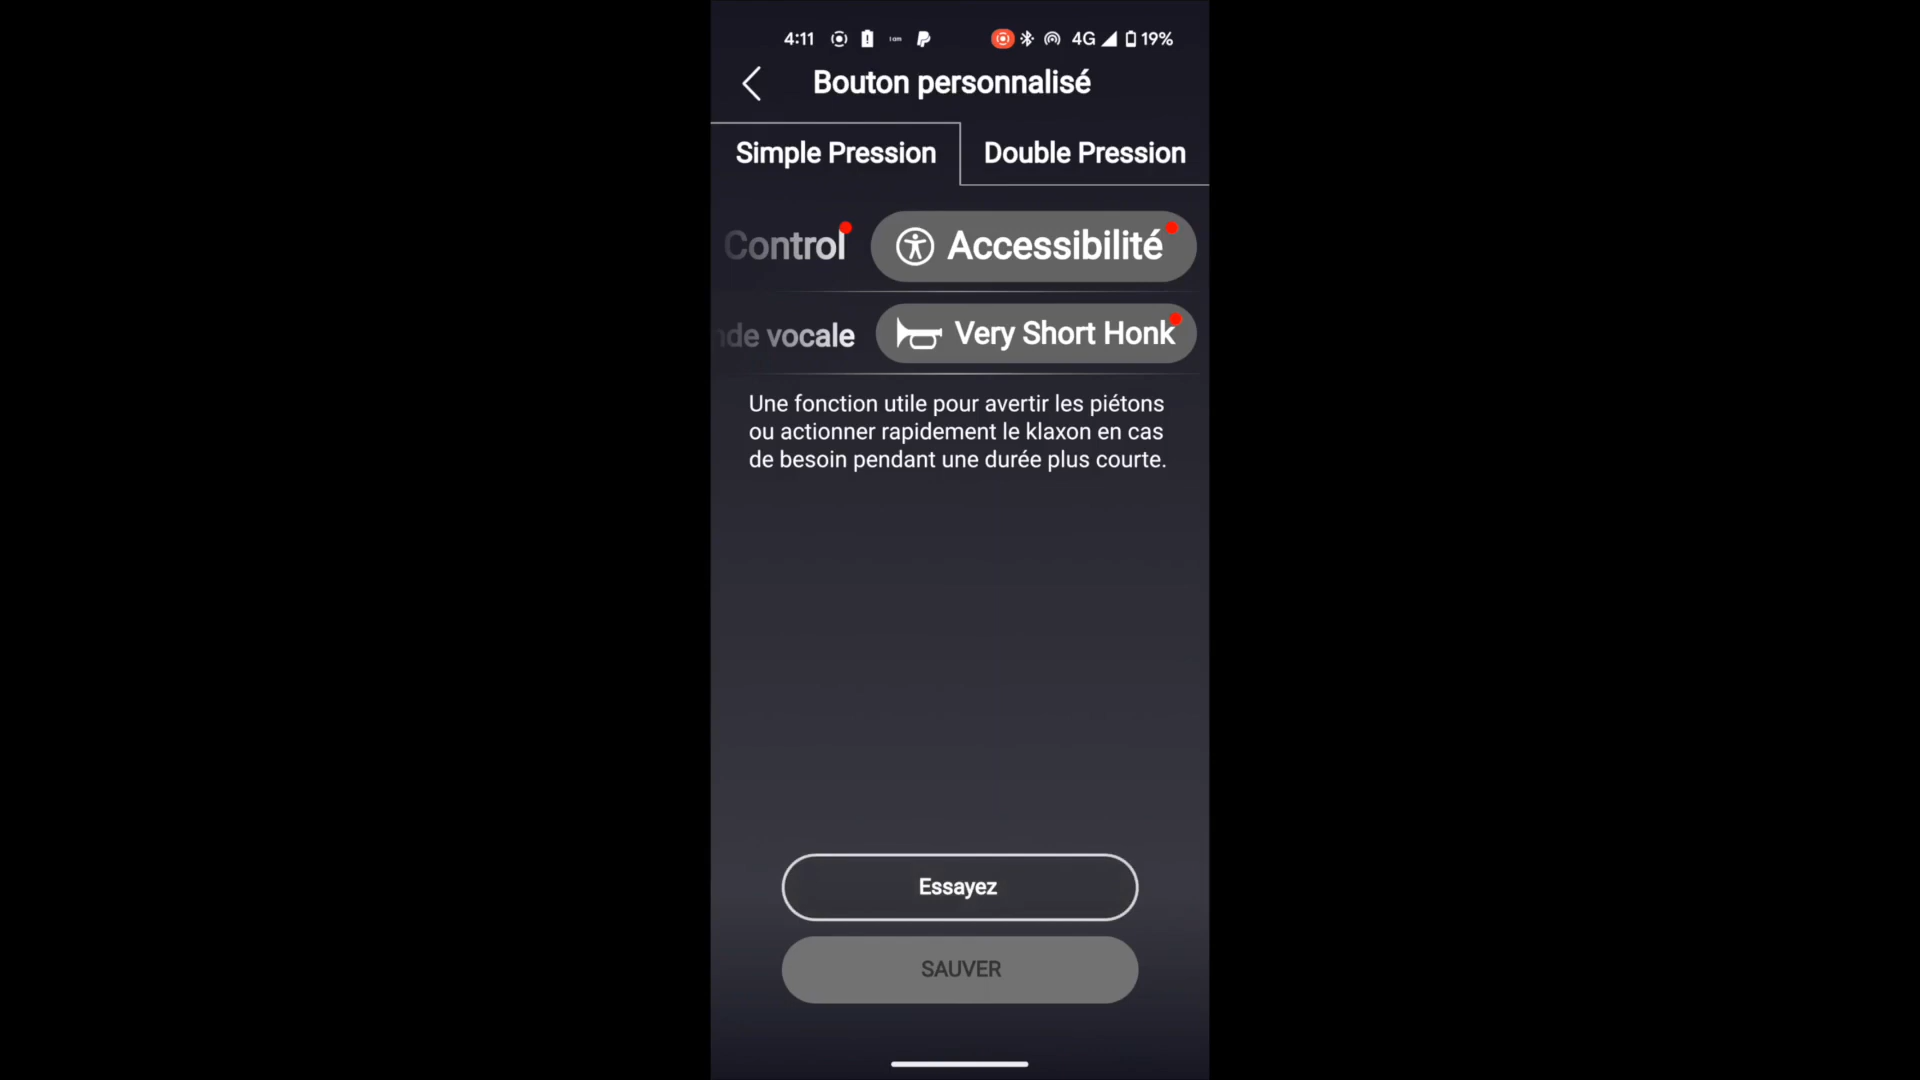 4:11 I am 4G 19%
Bouton personnalisé
Simple Pression Double Pression
Control Accessibilité
nde vocale Very Short Honk
Une fonction utile pour avertir les piétons
ou actionner rapidement le klaxon en cas
de besoin pendant une durée plus courte.
Essayez
SAUVER